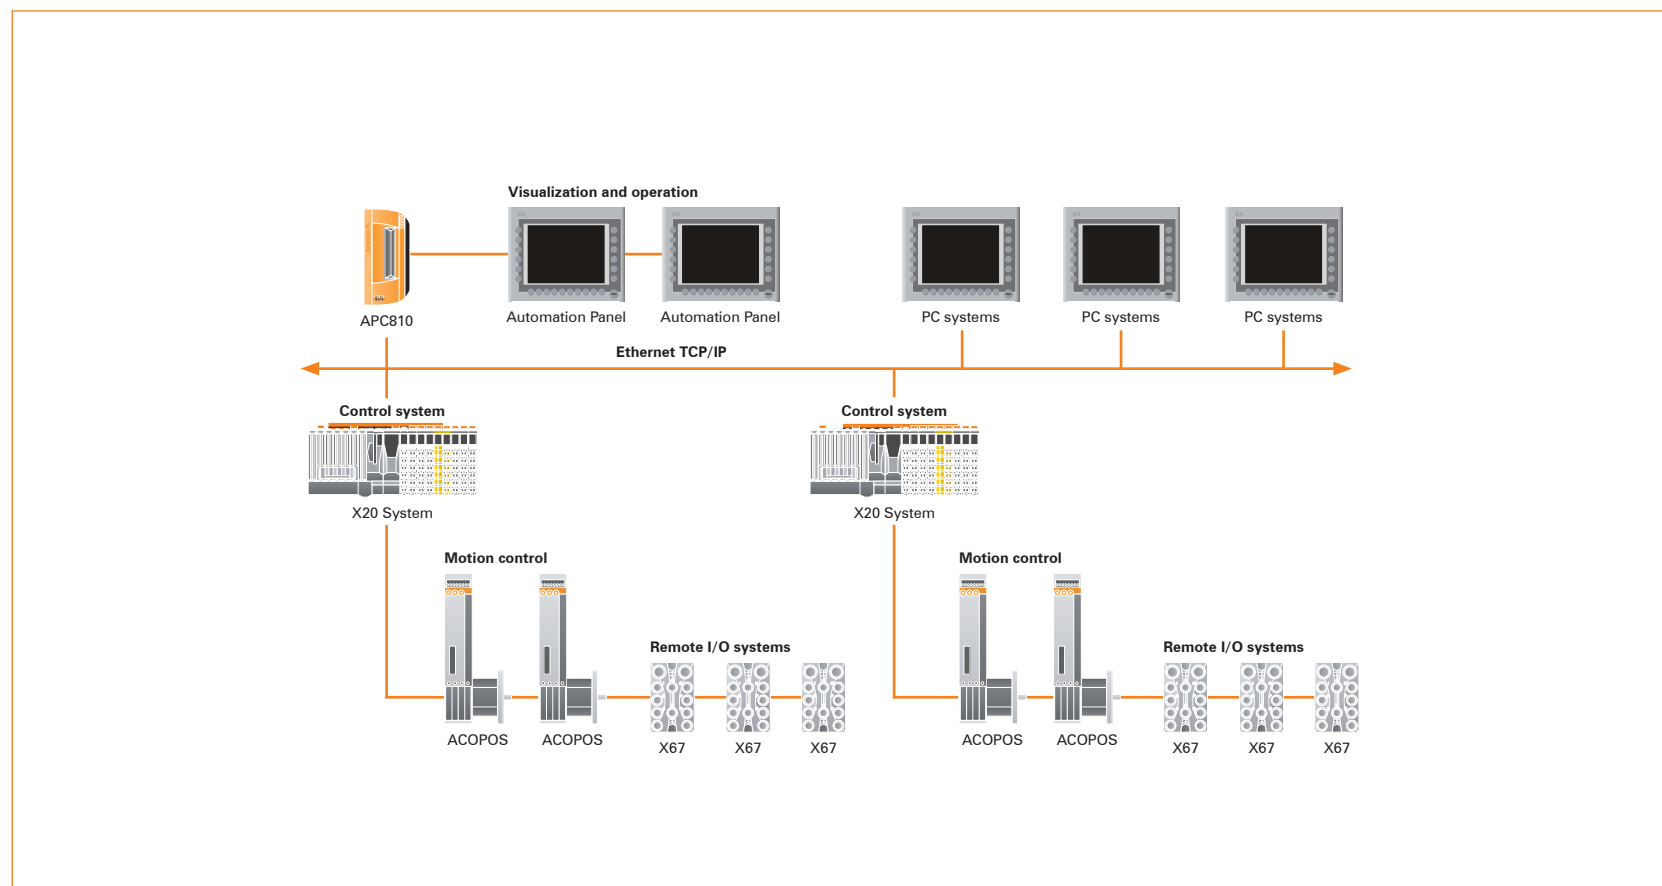 Visualization and operation
APC810
Automation Panel
Automation Panel
PC systems
PC systems
PC systems
Ethernet TCP/IP
Control system
Control system
X20 System
X20 System
Motion control
Motion control
Remote I/O systems
Remote I/O systems
ACOPOS
ACOPOS
X67
X67
X67
ACOPOS
ACOPOS
X67
X67
X67